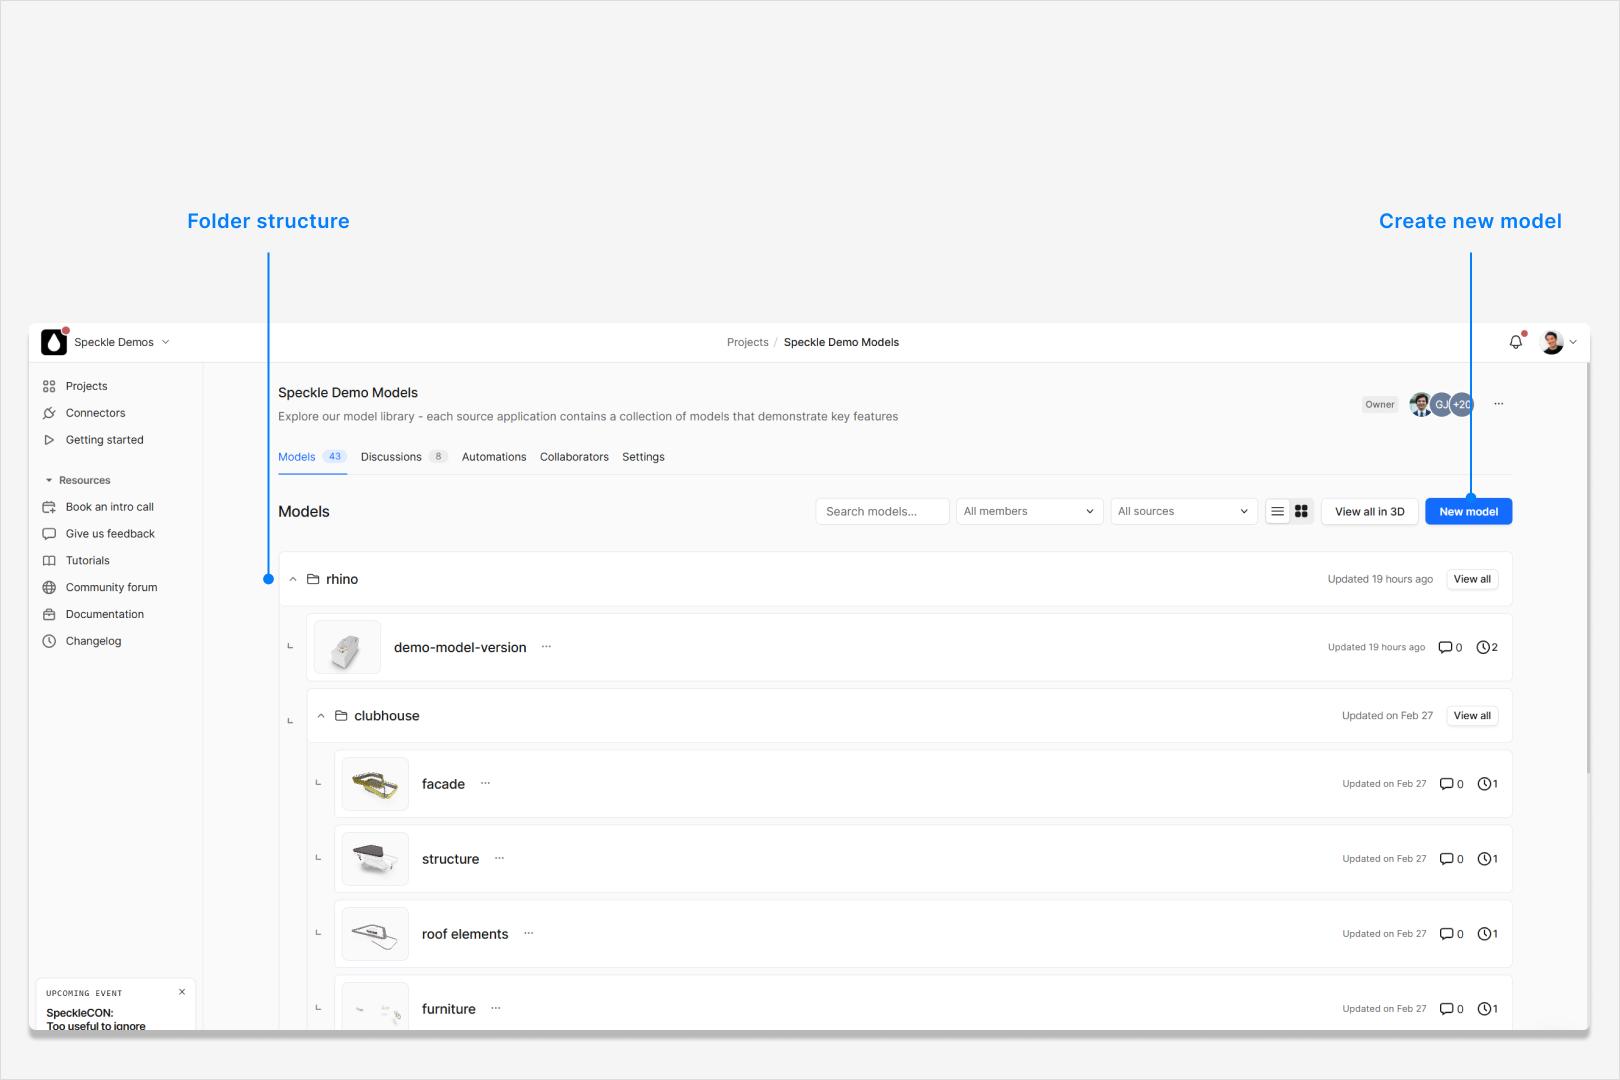 Folder structure
Create new model
Speckle Demos
Projects / Speckle Demo Models
Projects
Connectors
Getting started
Resources
Book an intro call
Give us feedback
Tutorials
Community forum
Documentation
Changelog
UPCOMING EVENT
SpeckleCON:
Too useful to ignore
Speckle Demo Models
Explore our model library - each source application contains a collection of models that demonstrate key features
Owner
GJ
+20
Models 43 Discussions 8 Automations Collaborators Settings
Models
Search models...
All members
All sources
View all in 3D
New model
rhino
Updated 19 hours ago
View all
demo-model-version
Updated 19 hours ago 0 2
clubhouse
Updated on Feb 27
View all
facade
Updated on Feb 27 0 1
structure
Updated on Feb 27 0 1
roof elements
Updated on Feb 27 0 1
furniture
Updated on Feb 27 0 1